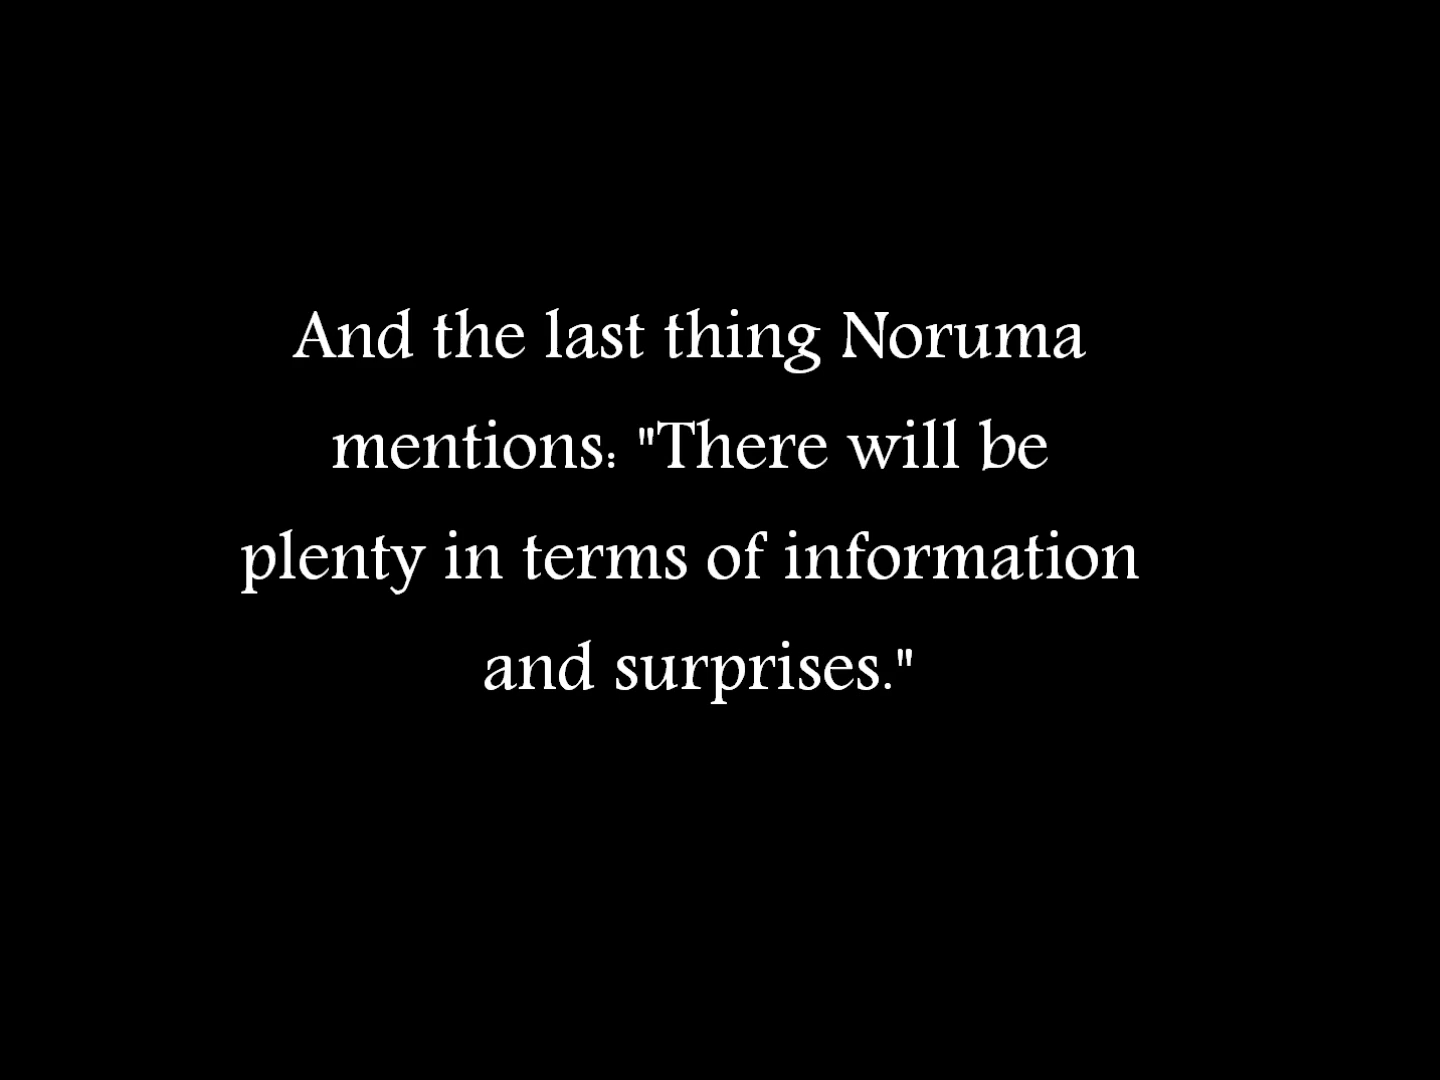 And the last thing Noruma
mentions: "There will be
plenty in terms of information
and surprises."